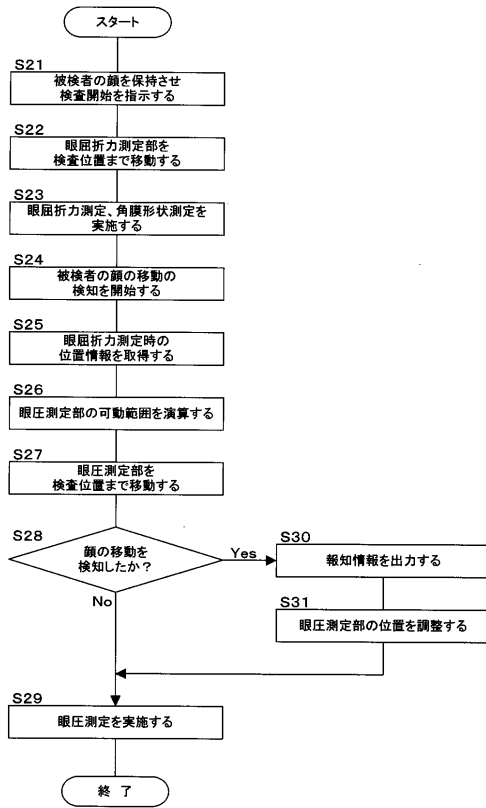 スタート
S21
被検者の顔を保持させ
検査開始を指示する
S22
眼屈折力測定部を
検査位置まで移動する
S23
眼屈折力測定、角膜形状測定を
実施する
S24
被検者の顔の移動の
検知を開始する
S25
眼屈折力測定時の
位置情報を取得する
S26
眼圧測定部の可動範囲を演算する
S27
眼圧測定部を
検査位置まで移動する
S28
顔の移動を
検知したか?
Yes
No
S30
報知情報を出力する
S31
眼圧測定部の位置を調整する
S29
眼圧測定を実施する
終 了